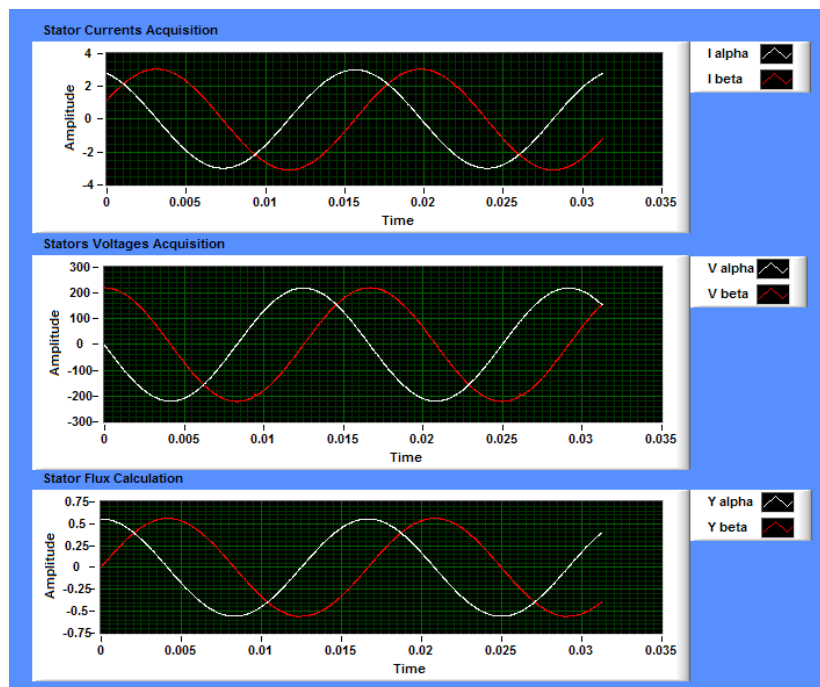 Stator Currents Acquisition
I alpha
I beta
Amplitude
4
2
0
-2
-4
0 0.005 0.01 0.015 0.02 0.025 0.03 0.035
Time
Stators Voltages Acquisition
V alpha
V beta
Amplitude
300
200
100
0
-100
-200
-300
0 0.005 0.01 0.015 0.02 0.025 0.03 0.035
Time
Stator Flux Calculation
Y alpha
Y beta
Amplitude
0.75
0.5
0.25
0
-0.25
-0.5
-0.75
0 0.005 0.01 0.015 0.02 0.025 0.03 0.035
Time